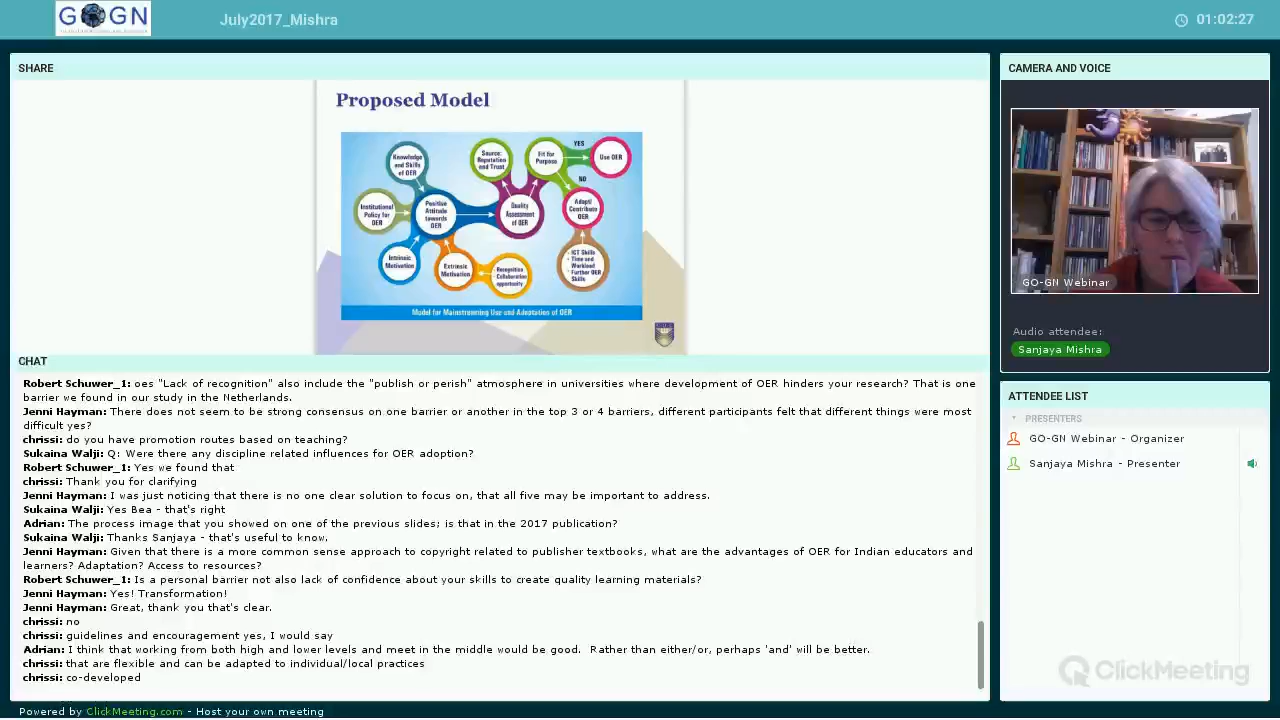 GO GN
July2017_Mishra
01:02:27
SHARE
Proposed Model
Knowledge
and Skills
of OER
Source:
Reputation
and Trust
Fit for
Purpose
YES
Use OER
NO
Institutional
Policy for
OER
Positive
Attitude
towards
OER
Quality
Assessment
of OER
Adapt/
Contribute
OER
Intrinsic
Motivation
Extrinsic
Motivation
Recognition
Collaboration
opportunity
ICT Skills
Time and
Workload
Further OER
Skills
Model for Mainstreaming Use and Adaptation of OER
CAMERA AND VOICE
GO-GN Webinar
Audio attendee:
Sanjaya Mishra
CHAT
Robert Schuwer_1: oes "Lack of recognition" also include the "publish or perish" atmosphere in universities where development of OER hinders your research? That is one
barrier we found in our study in the Netherlands.
Jenni Hayman: There does not seem to be strong consensus on one barrier or another in the top 3 or 4 barriers, different participants felt that different things were most
difficult yes?
chrissi: do you have promotion routes based on teaching?
Sukaina Walji: Q: Were there any discipline related influences for OER adoption?
Robert Schuwer_1: Yes we found that
chrissi: Thank you for clarifying
Jenni Hayman: I was just noticing that there is no one clear solution to focus on, that all five may be important to address.
Sukaina Walji: Yes Bea - that's right
Adrian: The process image that you showed on one of the previous slides; is that in the 2017 publication?
Sukaina Walji: Thanks Sanjaya - that's useful to know.
Jenni Hayman: Given that there is a more common sense approach to copyright related to publisher textbooks, what are the advantages of OER for Indian educators and
learners? Adaptation? Access to resources?
Robert Schuwer_1: Is a personal barrier not also lack of confidence about your skills to create quality learning materials?
Jenni Hayman: Yes! Transformation!
Jenni Hayman: Great, thank you that's clear.
chrissi: no
chrissi: guidelines and encouragement yes, I would say
Adrian: I think that working from both high and lower levels and meet in the middle would be good. Rather than either/or, perhaps 'and' will be better.
chrissi: that are flexible and can be adapted to individual/local practices
chrissi: co-developed
ATTENDEE LIST
PRESENTERS
GO-GN Webinar - Organizer
Sanjaya Mishra - Presenter
ClickMeeting
Powered by ClickMeeting.com - Host your own meeting